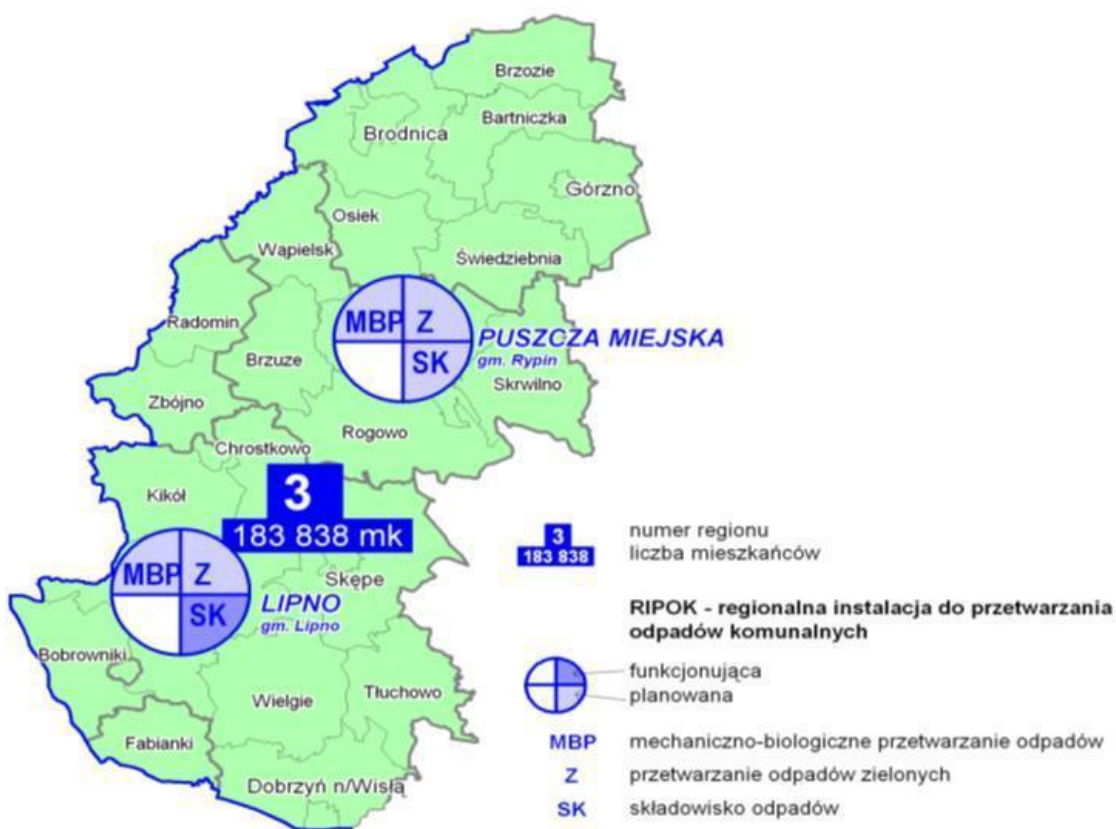 Brzozie
Bartniczka
Brodnica
Górzno
Osiek
Wąpielsk
Świedziebnia
Radomin
MBP Z
SK
PUSZCZA MIEJSKA
gm. Rypin
Brzuze
Skrwilno
Zbójno
Rogowo
Chrostkowo
Kikół
3
183 838 mk
MBP Z
SK
Skępe
LIPNO
gm. Lipno
Bobrowniki
Wielgie
Tłuchowo
Fabianki
Dobrzyń n/Wisłą
3
183 838
numer regionu
liczba mieszkańców
RIPOK - regionalna instalacja do przetwarzania
odpadów komunalnych
funkcjonująca
planowana
MBP mechaniczno-biologiczne przetwarzanie odpadów
Z przetwarzanie odpadów zielonych
SK składowisko odpadów